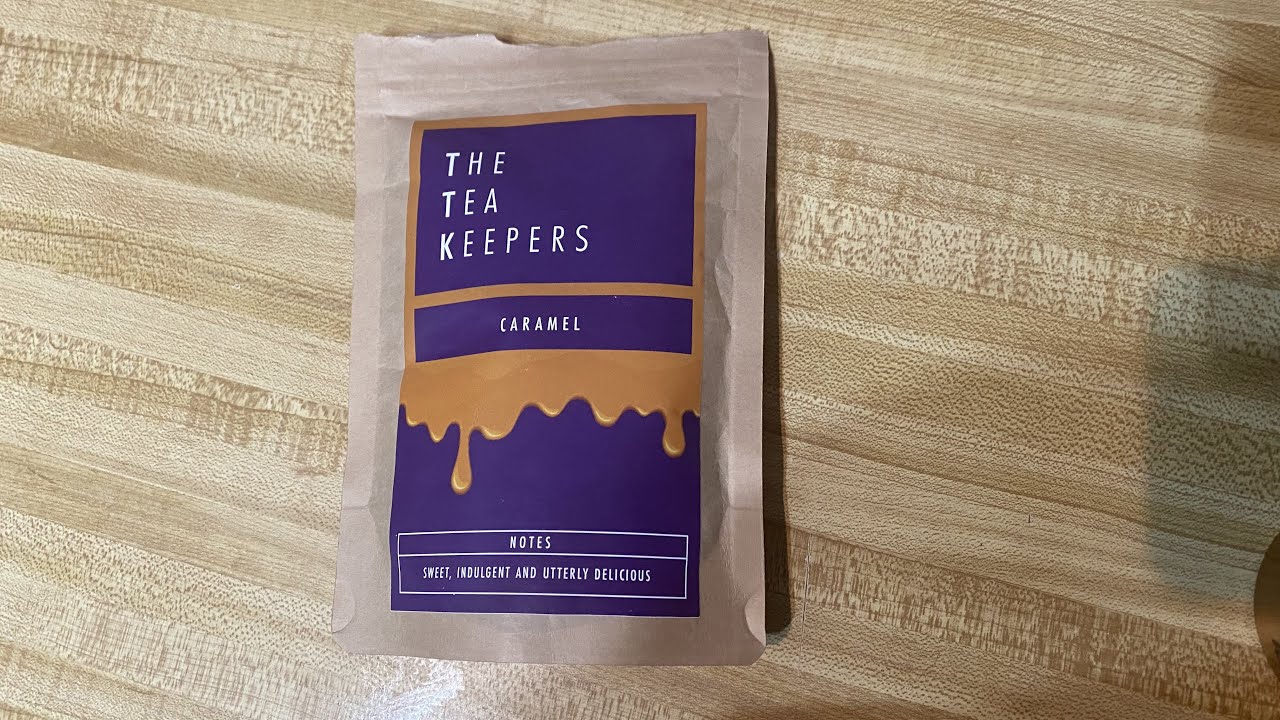 THE
TEA
KEEPERS
CARAMEL
NOTES
SWEET, INDULGENT AND UTTERLY DELICIOUS